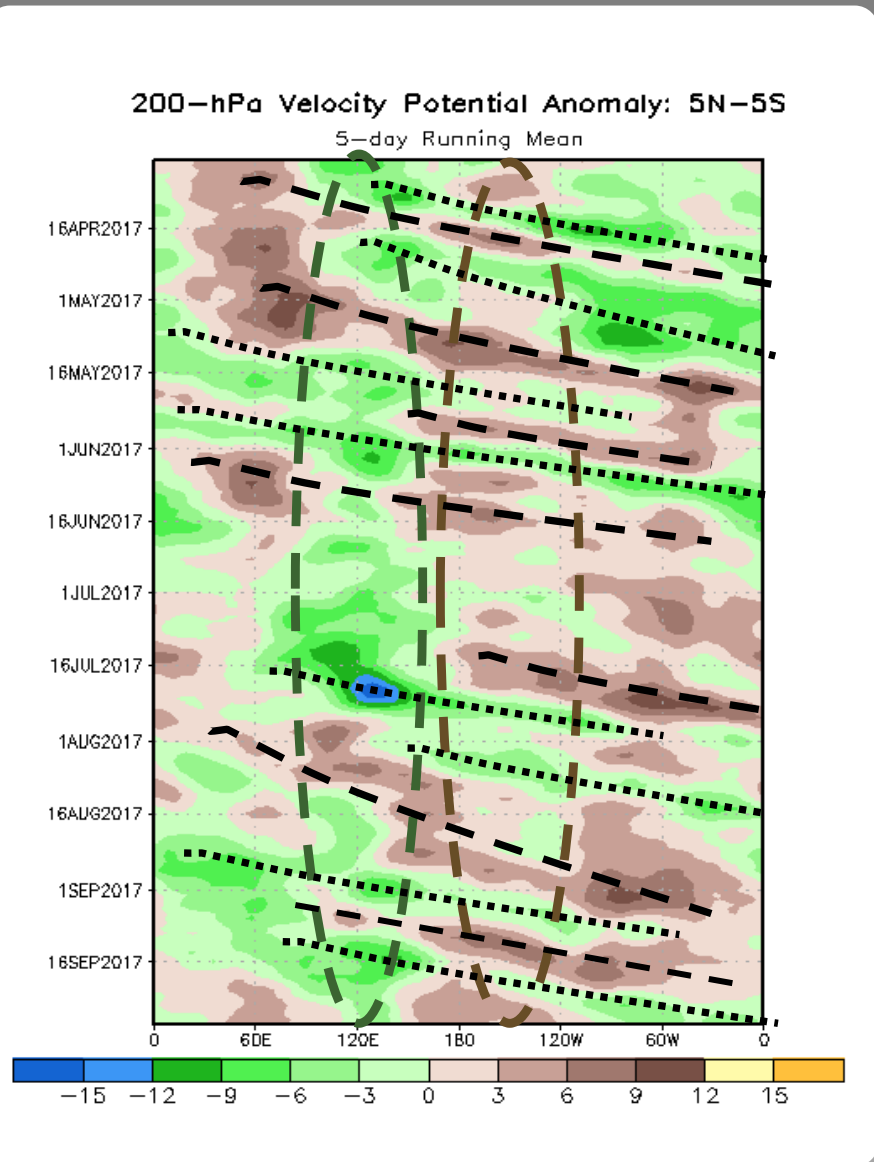 200-hPa Velocity Potential Anomaly: 5N-5S
5-day Running Mean
16APR2017
1MAY2017
16MAY2017
1JUN2017
16JUN2017
1JUL2017
16JUL2017
1AUG2017
16AUG2017
1SEP2017
16SEP2017
0 60E 120E 180 120W 60W 0
-15 -12 -9 -6 -3 0 3 6 9 12 15